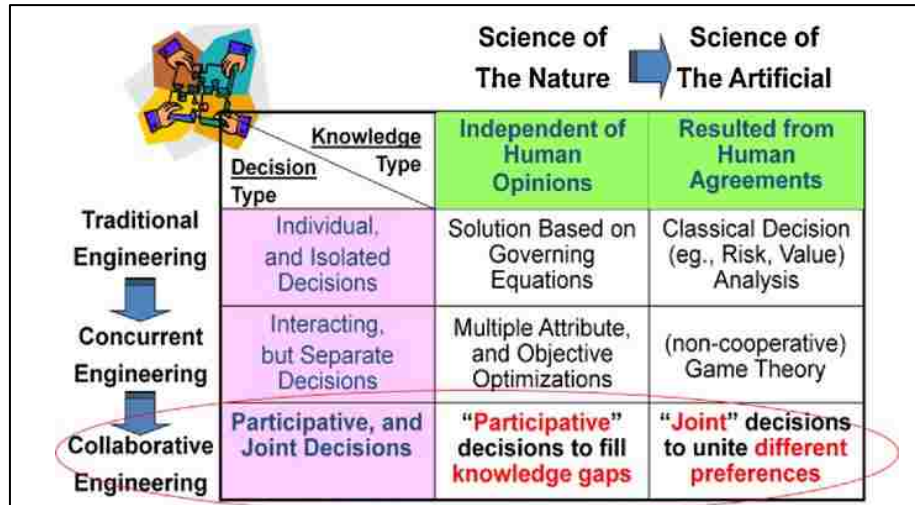 Science of
The Nature
Science of
The Artificial
Knowledge
Type
Decision
Type
Independent of
Human
Opinions
Resulted from
Human
Agreements
Traditional
Engineering
Individual,
and Isolated
Decisions
Solution Based on
Governing
Equations
Classical Decision
(eg., Risk, Value)
Analysis
Concurrent
Engineering
Interacting,
but Separate
Decisions
Multiple Attribute,
and Objective
Optimizations
(non-cooperative)
Game Theory
Collaborative
Engineering
Participative, and
Joint Decisions
“Participative”
decisions to fill
knowledge gaps
“Joint” decisions
to unite different
preferences